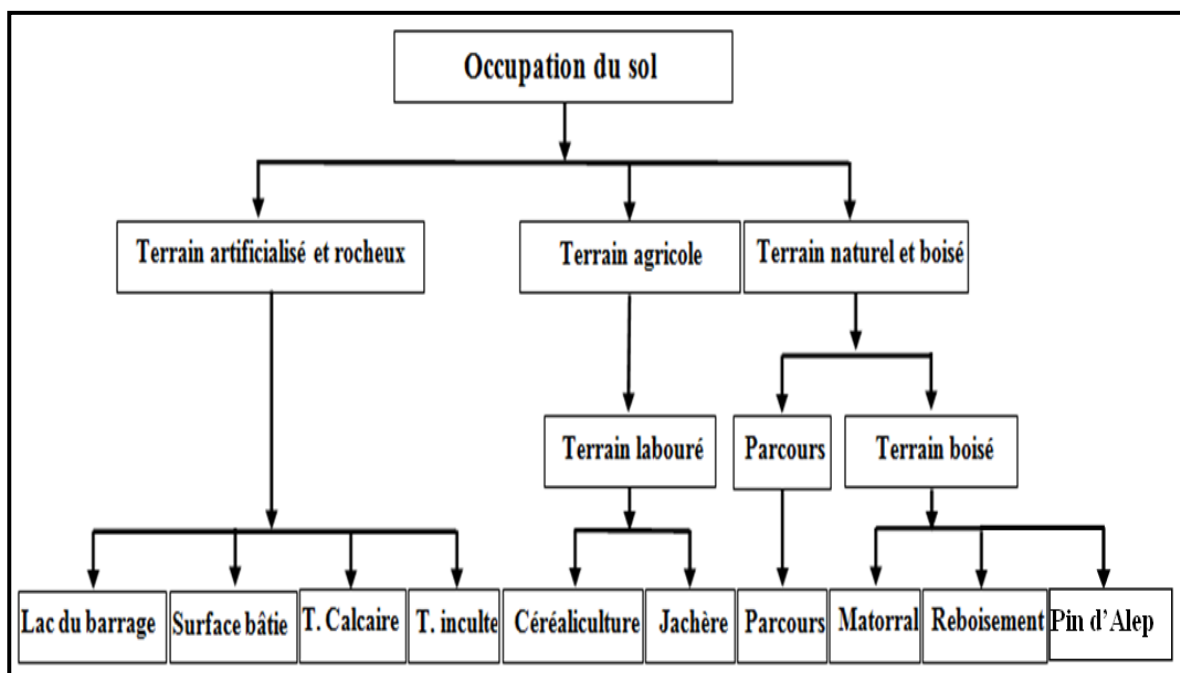 Occupation du sol
Terrain artificialisé et rocheux
Terrain agricole
Terrain naturel et boisé
Terrain labouré
Parcours
Terrain boisé
Lac du barrage
Surface bâtie
T. Calcaire
T. inculte
Céréaliculture
Jachère
Parcours
Matorral
Reboisement
Pin d'Alep